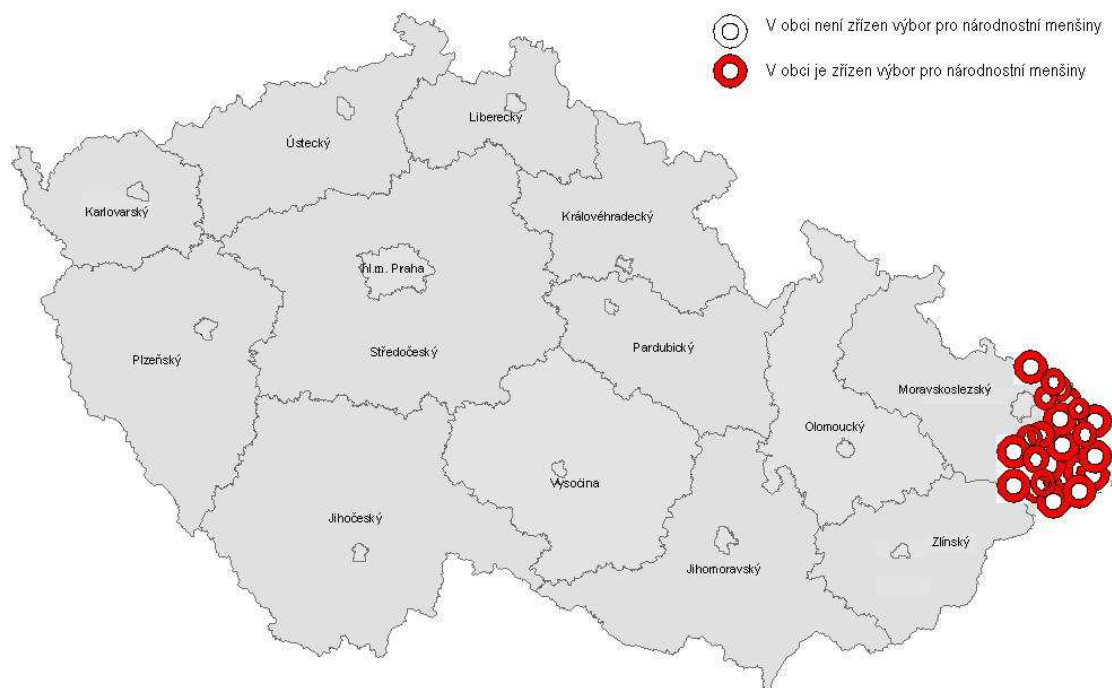 V obci není zřízen výbor pro národnostní menšiny
V obci je zřízen výbor pro národnostní menšiny
Liberecký
Ústecký
Karlovarský
Královéhradecký
hl.m. Praha
Plzeňský
Středočeský
Pardubický
Moravskoslezský
Olomoucký
Vysočina
Jihočeský
Jihomoravský
Zlínský